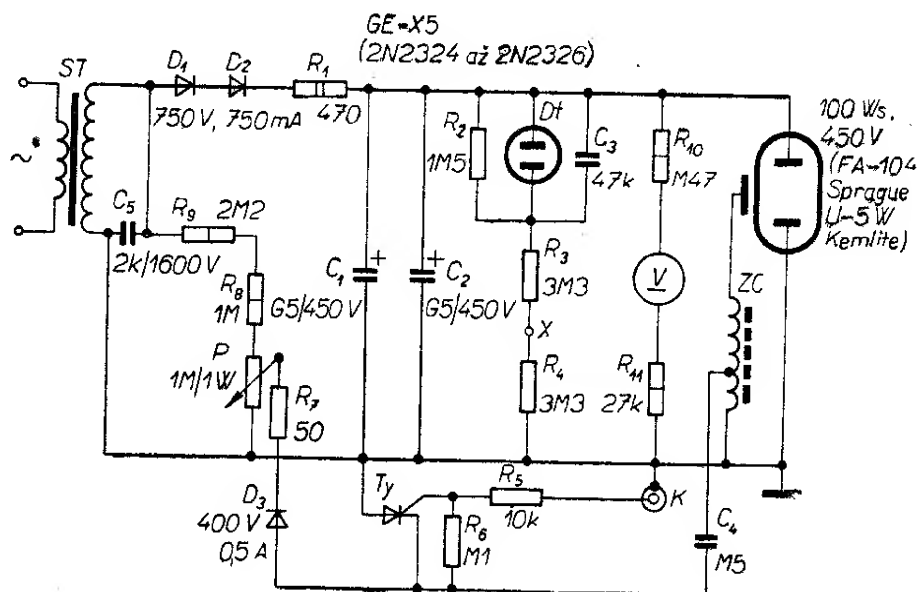 GE-X5
(2N2324 až 2N2326)
ST
D1
D2
R1
750 V, 750 mA
470
~
R2
1M5
Dt
C3
47k
R10
M47
100 Ws,
450 V
(FA-104
Sprague
U-5W
Kemlite)
C5
2k/1600 V
R9
2M2
R8
1M
P
1M/1W
R7
50
C1
+
G5/450 V
C2
+
G5/450 V
R3
3M3
X
R4
3M3
V
R11
27k
ZC
D3
400 V
0,5 A
Ty
R6
M1
R5
10k
K
C4
M5